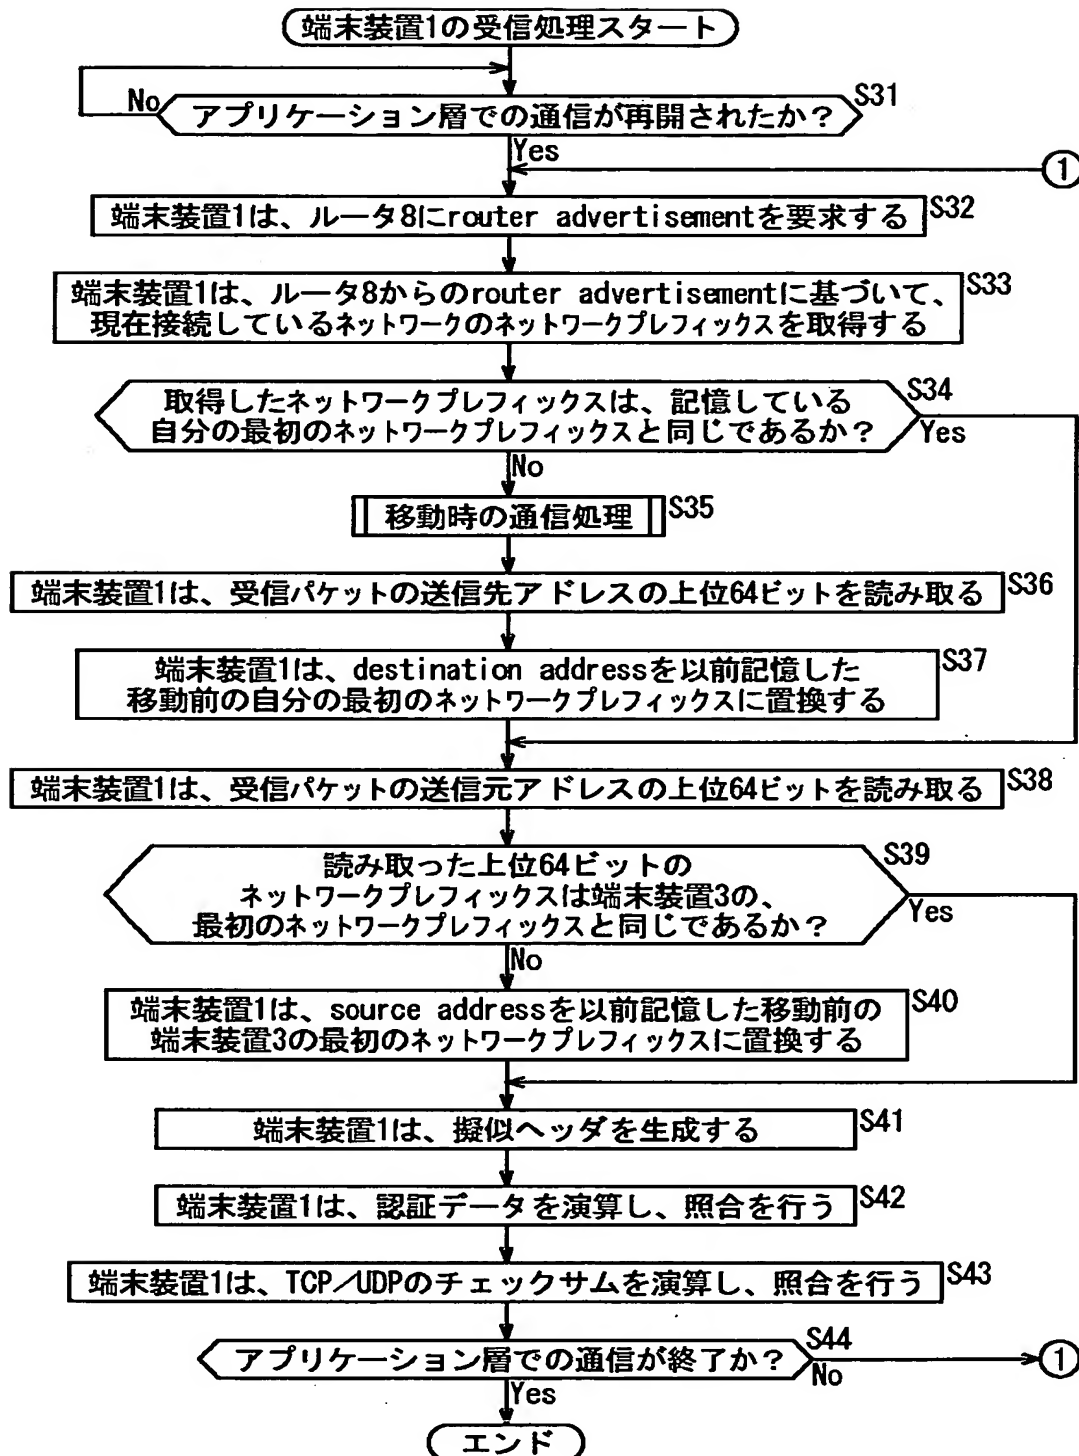 端末装置1の受信処理スタート
No
アプリケーション層での通信が再開されたか?
S31
Yes
1
端末装置1は、ルータ8にrouter advertisementを要求する
S32
端末装置1は、ルータ8からのrouter advertisementに基づいて、
現在接続しているネットワークのネットワークプレフィックスを取得する
S33
取得したネットワークプレフィックスは、記憶している
自分の最初のネットワークプレフィックスと同じであるか?
S34
Yes
No
移動時の通信処理
S35
端末装置1は、受信パケットの送信先アドレスの上位64ビットを読み取る
S36
端末装置1は、destination addressを以前記憶した
移動前の自分の最初のネットワークプレフィックスに置換する
S37
端末装置1は、受信パケットの送信元アドレスの上位64ビットを読み取る
S38
読み取った上位64ビットの
ネットワークプレフィックスは端末装置3の、
最初のネットワークプレフィックスと同じであるか?
S39
Yes
No
端末装置1は、source addressを以前記憶した移動前の
端末装置3の最初のネットワークプレフィックスに置換する
S40
端末装置1は、擬似ヘッダを生成する
S41
端末装置1は、認証データを演算し、照合を行う
S42
端末装置1は、TCP/UDPのチェックサムを演算し、照合を行う
S43
アプリケーション層での通信が終了か?
S44
No
1
Yes
エンド